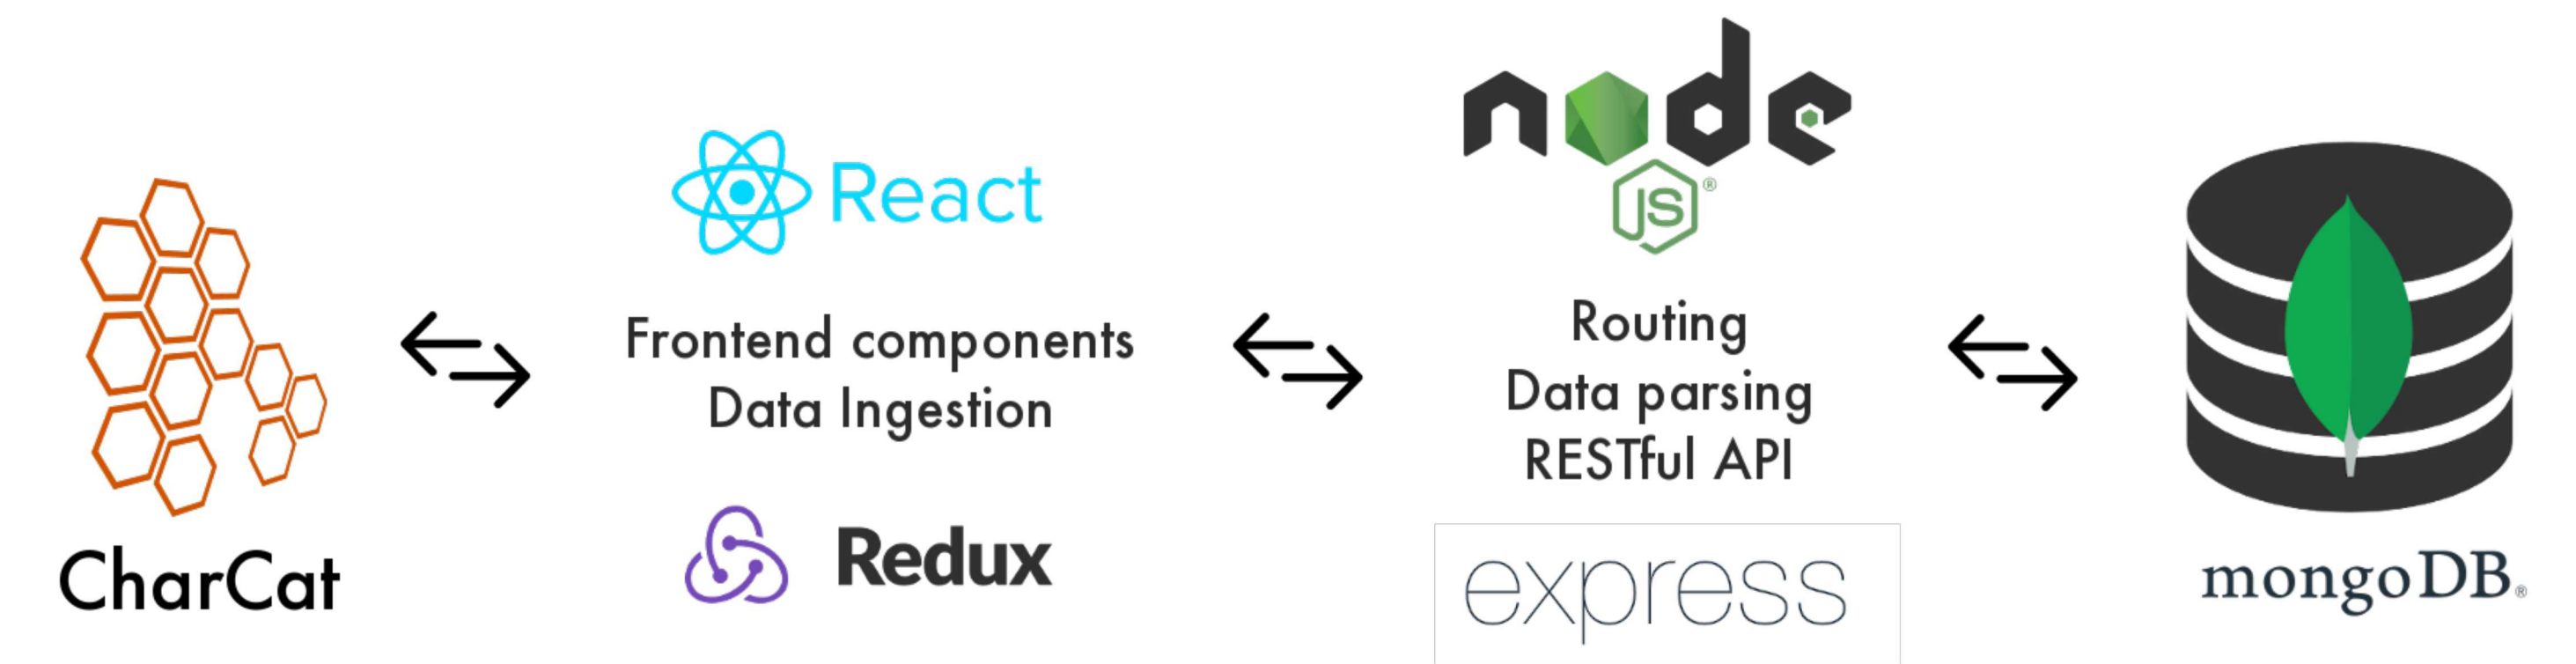 CharCat
React
Frontend components
Data Ingestion
Redux
node
JS®
Routing
Data parsing
RESTful API
express
mongoDB®